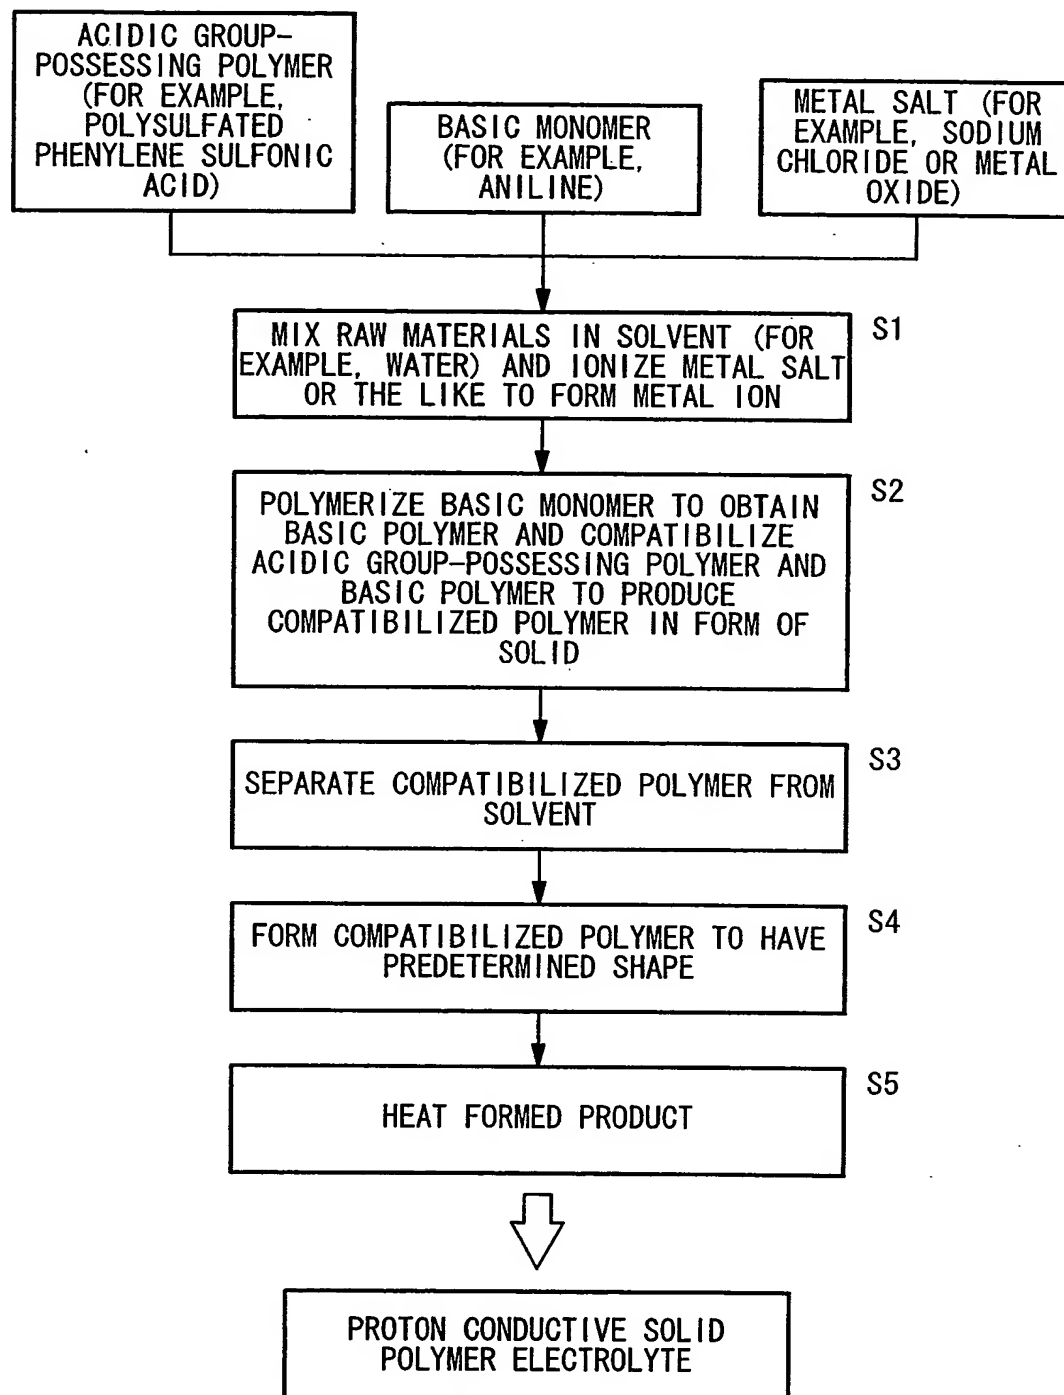 ACIDIC GROUP-
POSSESSING POLYMER
(FOR EXAMPLE,
POLYSULFATED
PHENYLENE SULFONIC
ACID)
BASIC MONOMER
(FOR EXAMPLE,
ANILINE)
METAL SALT (FOR
EXAMPLE, SODIUM
CHLORIDE OR METAL
OXIDE)
MIX RAW MATERIALS IN SOLVENT (FOR
EXAMPLE, WATER) AND IONIZE METAL SALT
OR THE LIKE TO FORM METAL ION
S1
POLYMERIZE BASIC MONOMER TO OBTAIN
BASIC POLYMER AND COMPATIBILIZE
ACIDIC GROUP-POSSESSING POLYMER AND
BASIC POLYMER TO PRODUCE
COMPATIBILIZED POLYMER IN FORM OF
SOLID
S2
SEPARATE COMPATIBILIZED POLYMER FROM
SOLVENT
S3
FORM COMPATIBILIZED POLYMER TO HAVE
PREDETERMINED SHAPE
S4
HEAT FORMED PRODUCT
S5
PROTON CONDUCTIVE SOLID
POLYMER ELECTROLYTE